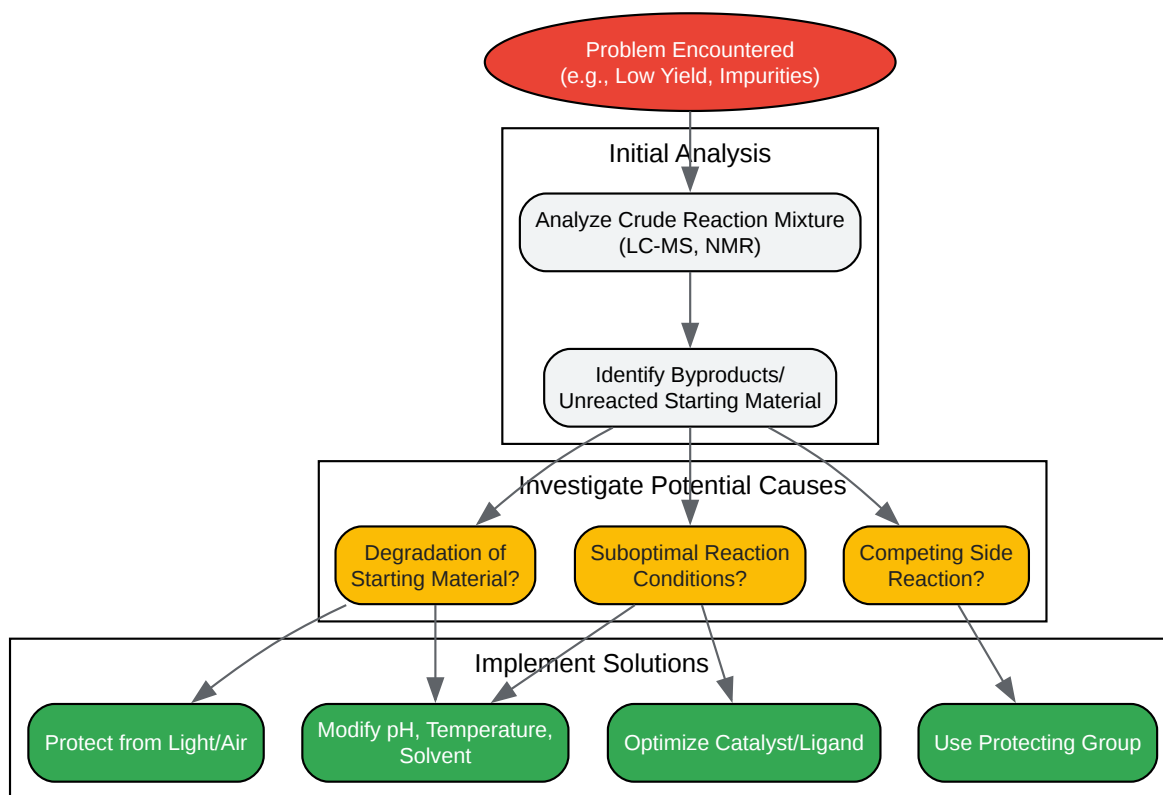 Problem Encountered
(e.g., Low Yield, Impurities)
Initial Analysis
Analyze Crude Reaction Mixture
(LC-MS, NMR)
Identify Byproducts/
Unreacted Starting Material
Investigate Potential Causes
Degradation of
Starting Material?
Suboptimal Reaction
Conditions?
Competing Side
Reaction?
Implement Solutions
Protect from Light/Air
Modify pH, Temperature,
Solvent
Optimize Catalyst/Ligand
Use Protecting Group